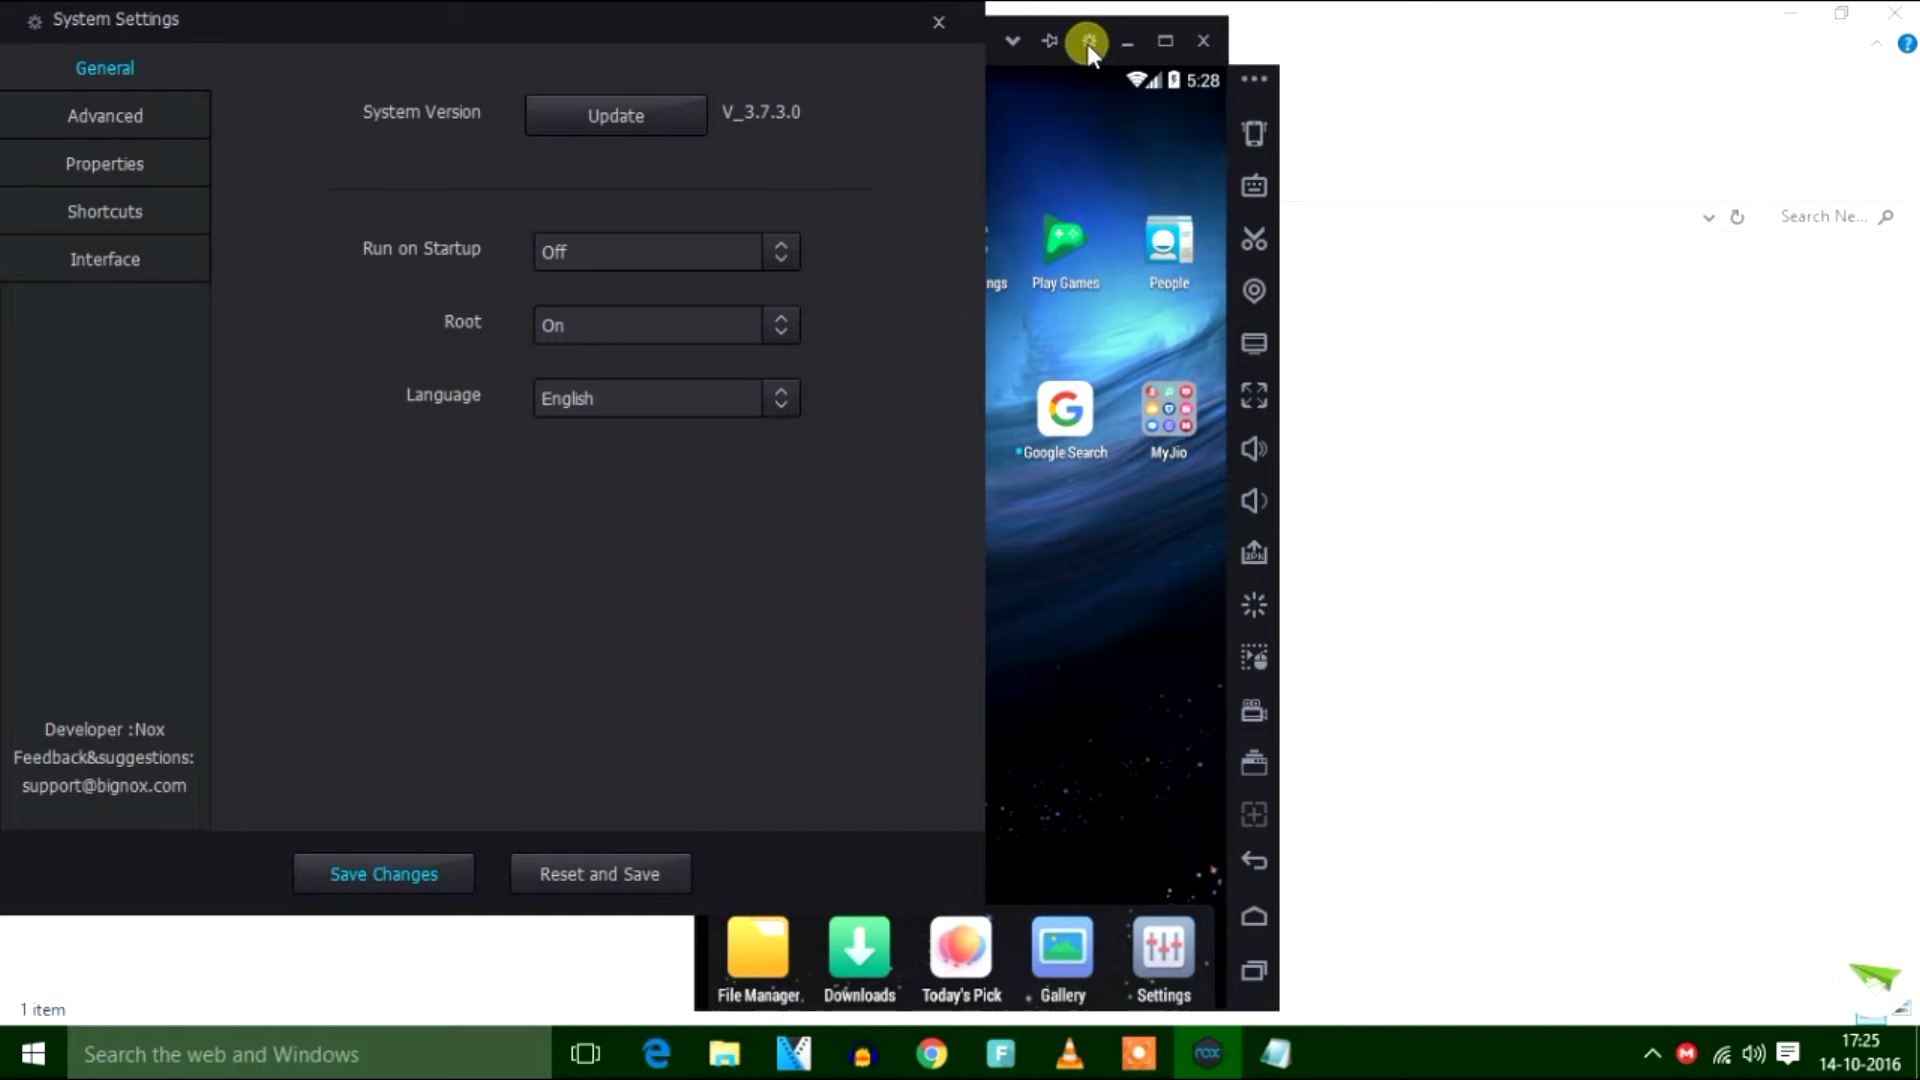 System Settings
General
Advanced
Properties
Shortcuts
Interface
System Version
Update
V_3.7.3.0
Run on Startup
Off
Root
On
Language
English
Developer :Nox
Feedback&suggestions:
support@bignox.com
Save Changes
Reset and Save
5:28
ngs
Play Games
People
Google Search
MyJio
File Manager
Downloads
Today's Pick
Gallery
Settings
Search Ne...
1 item
Search the web and Windows
nox
17:25
14-10-2016